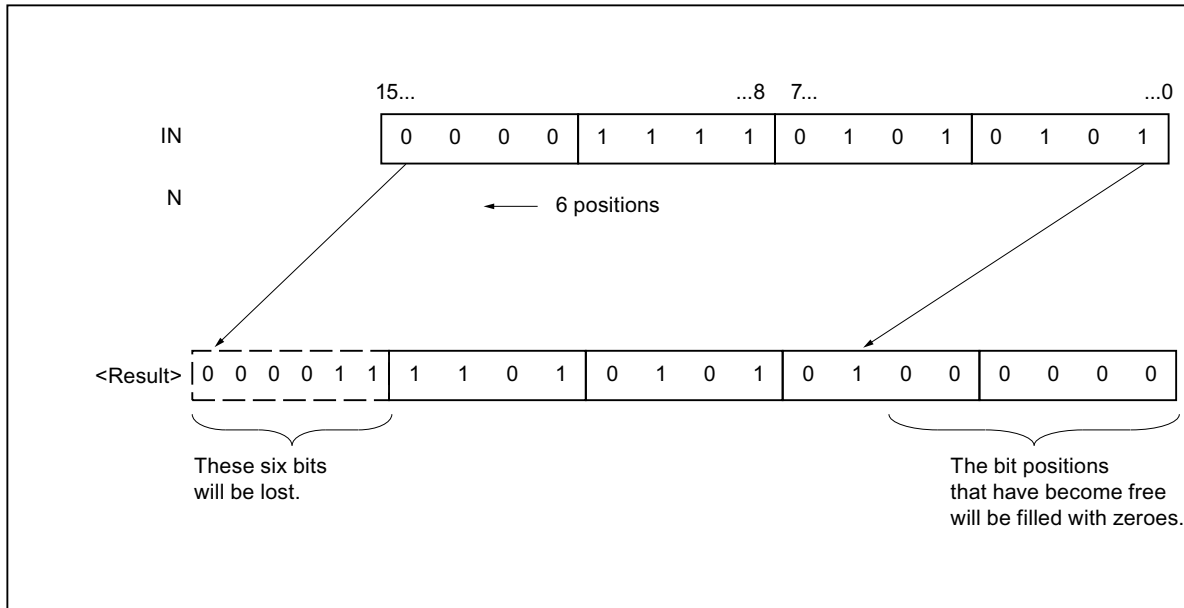 15... ...8 7... ...0
IN 0 0 0 0 1 1 1 1 0 1 0 1 0 1 0 1
N 6 positions
<Result> 0 0 0 0 1 1 1 1 0 1 0 1 0 1 0 1 0 0 0 0 0 0
These six bits
will be lost.
The bit positions
that have become free
will be filled with zeroes.